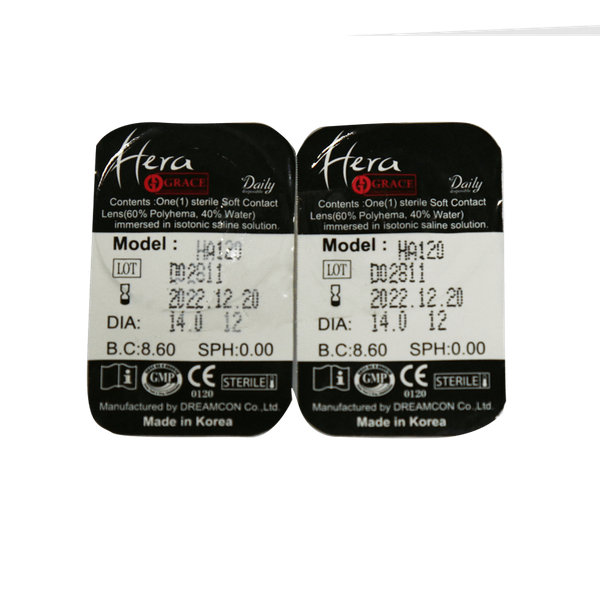 Hera
GRACE
Daily
disposable
Contents :One(1) sterile Soft Contact
Lens(60% Polyhema, 40% Water)
immersed in isotonic saline solution.
Model : HA120
LOT D02811
2022.12.20
DIA: 14.0 12
B.C:8.60 SPH:0.00
GMP CE 0120 STERILE
Manufactured by DREAMCON Co.,Ltd.
Made in Korea
Hera
GRACE
Daily
disposable
Contents :One(1) sterile Soft Contact
Lens(60% Polyhema, 40% Water)
immersed in isotonic saline solution.
Model : HA120
LOT D02811
2022.12.20
DIA: 14.0 12
B.C:8.60 SPH:0.00
GMP CE 0120 STERILE
Manufactured by DREAMCON Co.,Ltd.
Made in Korea